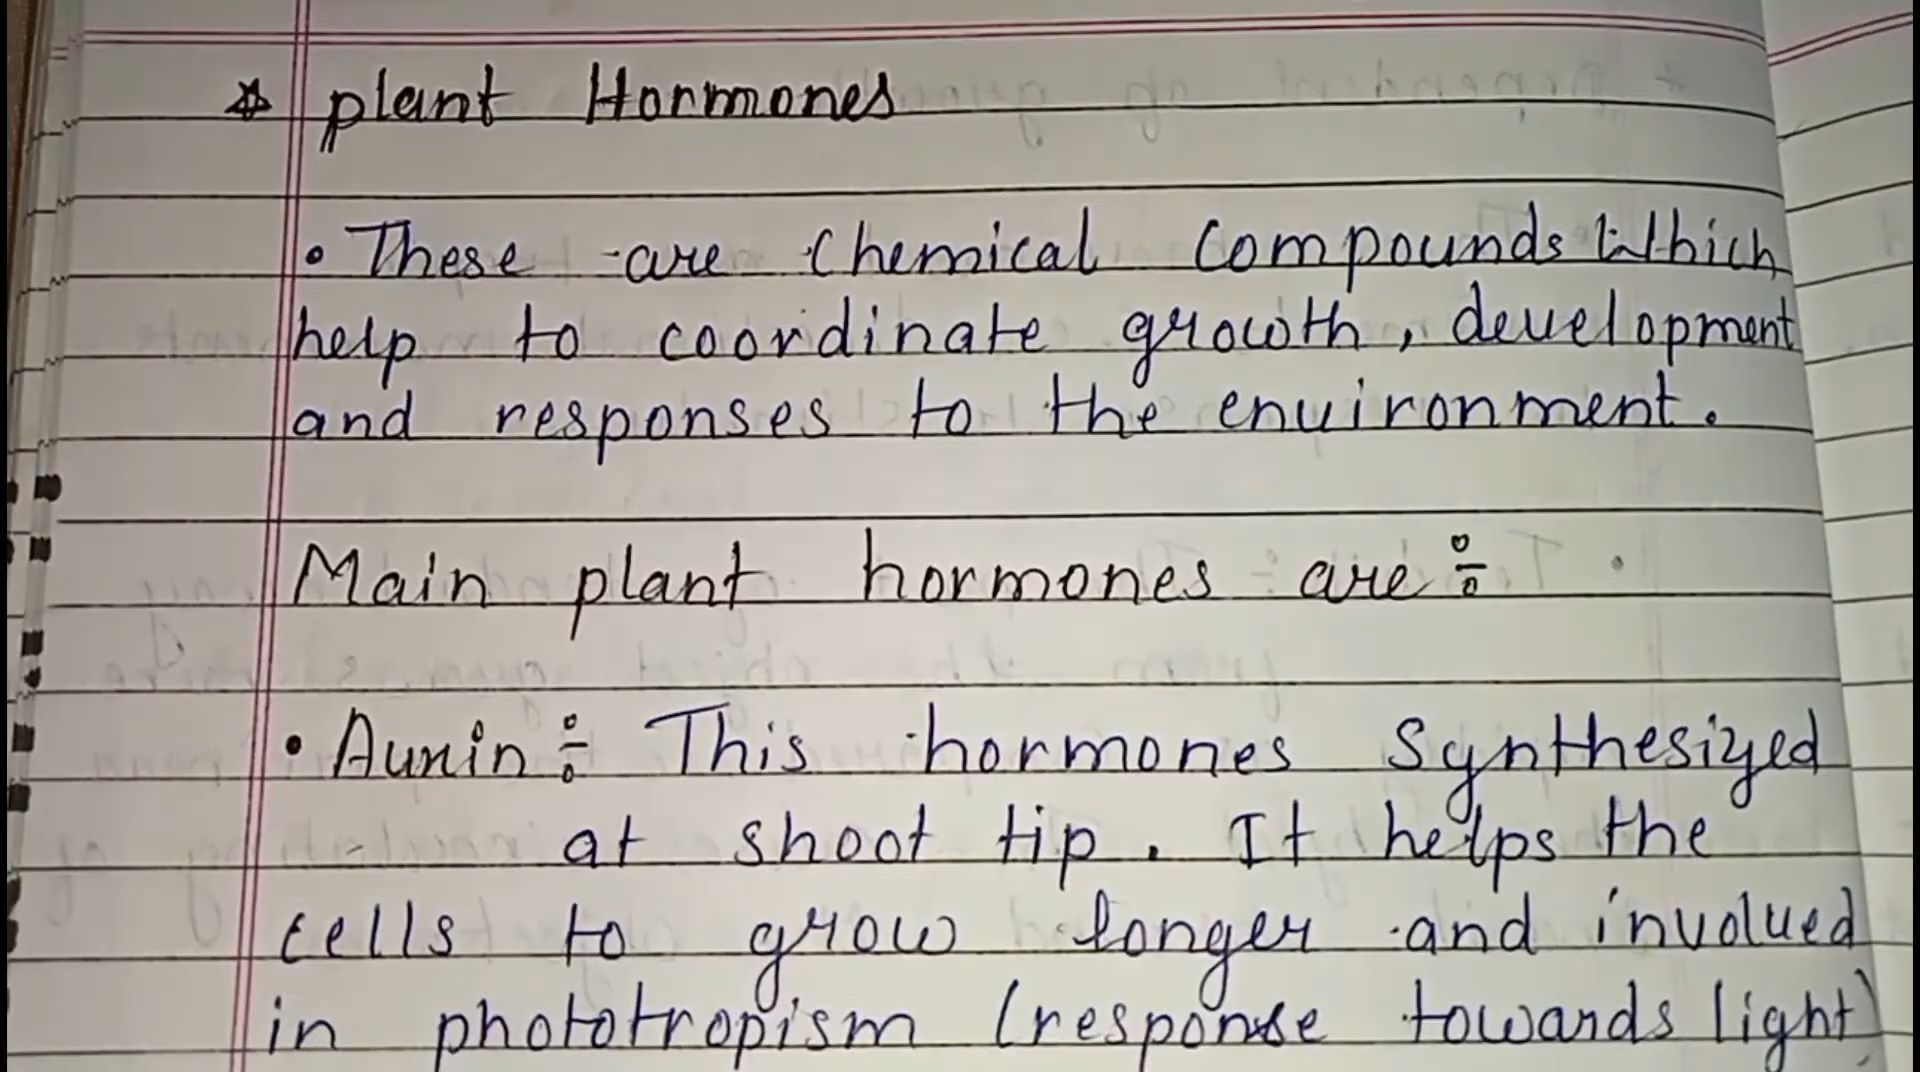 ☆ plant Hormones
• These are Chemical Compounds Which
help to coordinate growth, development
and responses to the environment.
Main plant hormones are ÷
• Auxin ÷ This hormones synthesized
at shoot tip. It helps the
cells to grow longer and involved
in phototropism (response towards light)